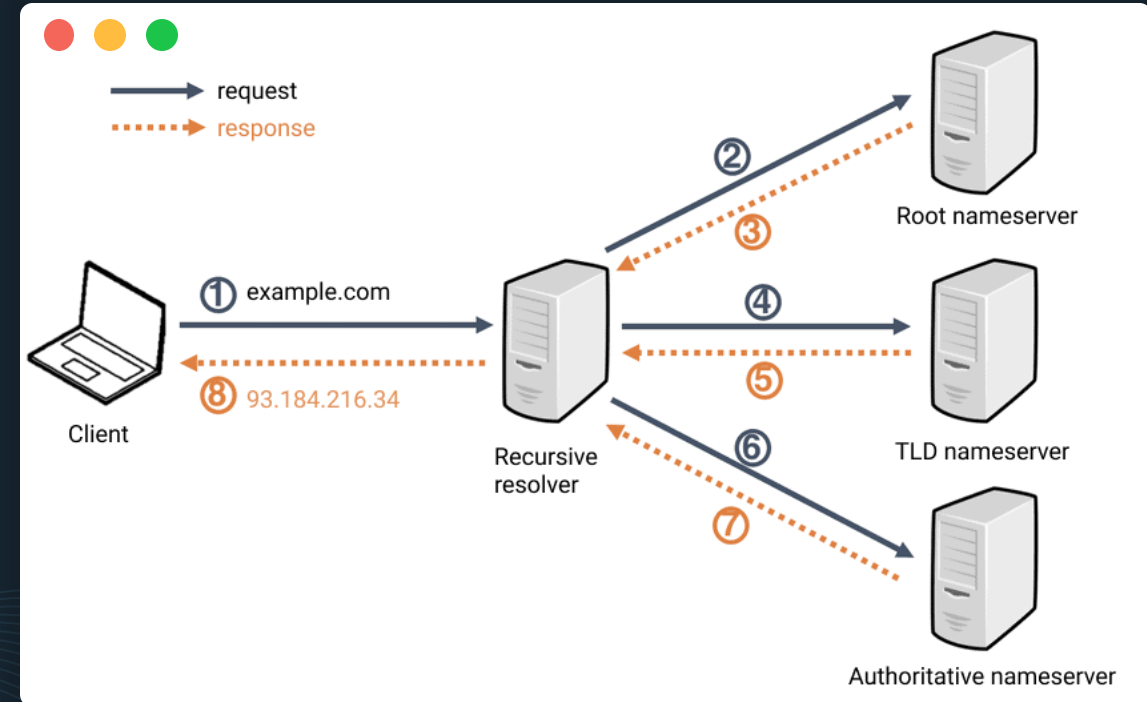 request
response
②
③
Root nameserver
① example.com
④
⑤
⑧ 93.184.216.34
Client
Recursive
resolver
⑥
TLD nameserver
⑦
Authoritative nameserver